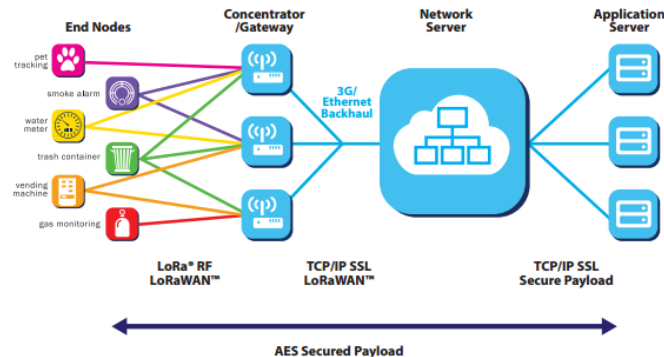 End Nodes
Concentrator
/Gateway
Network
Server
Application
Server
pet
tracking
smoke alarm
water
meter
trash container
vending
machine
gas monitoring
3G/
Ethernet
Backhaul
LoRa® RF
LoRaWAN™
TCP/IP SSL
LoRaWAN™
TCP/IP SSL
Secure Payload
AES Secured Payload